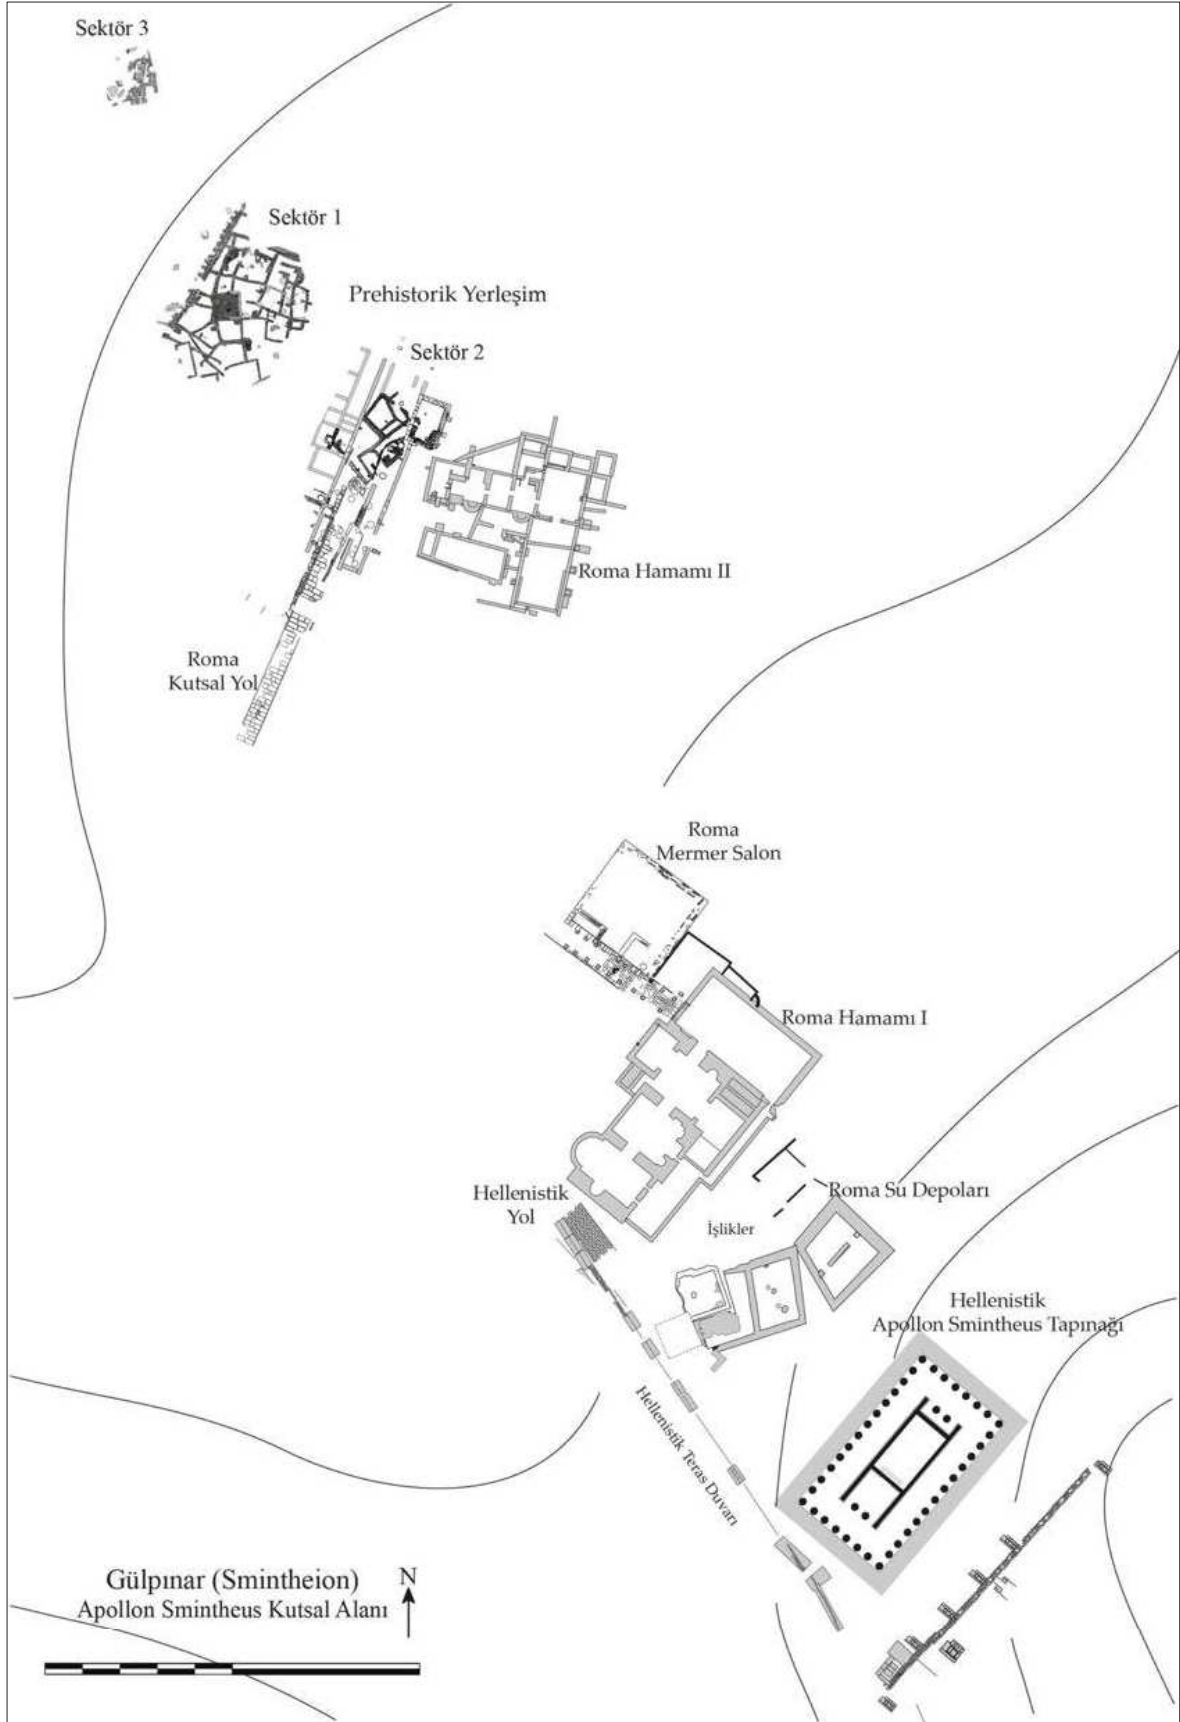 Sektör 3
Sektör 1
Prehistorik Yerleşim
Sektör 2
Roma Hamamı II
Roma
Kutsal Yol
Roma
Mermer Salon
Roma Hamamı I
Roma Su Depoları
Hellenistik
Yol
İşlikler
Hellenistik
Apollon Smintheus Tapınağı
Hellenistik Teras Duvarı
Gülpınar (Smintheion)
Apollon Smintheus Kutsal Alanı
N